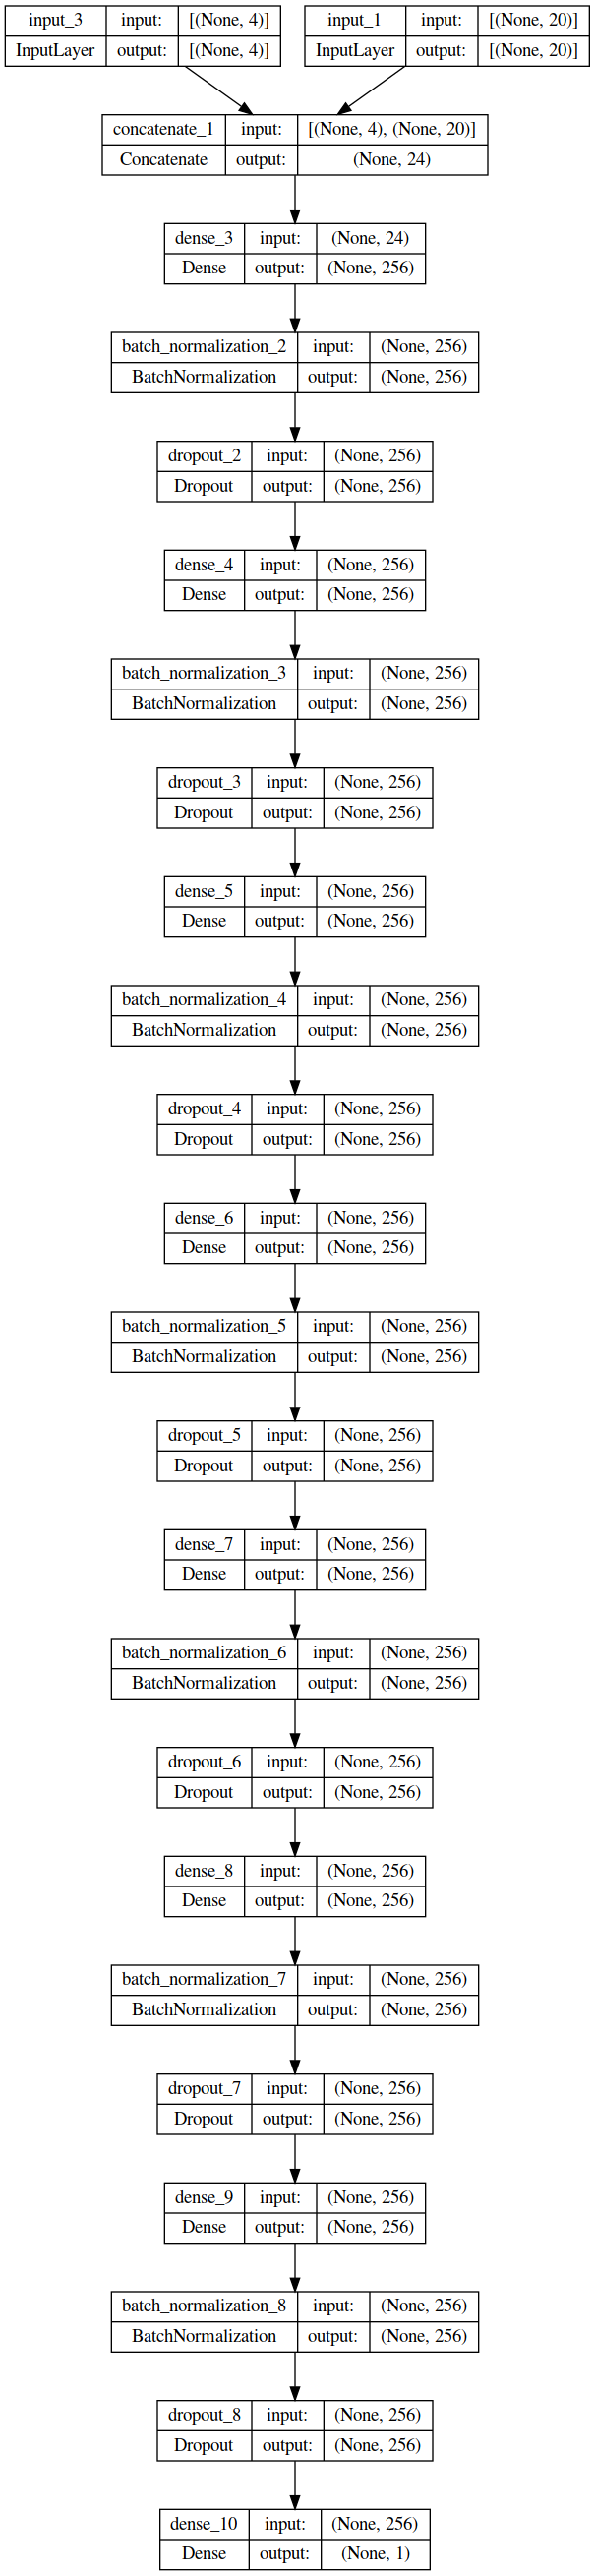 input_3 input: [(None, 4)] input_1 input: [(None, 20)]
InputLayer output: [(None, 4)] InputLayer output: [(None, 20)]
concatenate_1 input: [(None, 4), (None, 20)]
Concatenate output: (None, 24)
dense_3 input: (None, 24)
Dense output: (None, 256)
batch_normalization_2 input: (None, 256)
BatchNormalization output: (None, 256)
dropout_2 input: (None, 256)
Dropout output: (None, 256)
dense_4 input: (None, 256)
Dense output: (None, 256)
batch_normalization_3 input: (None, 256)
BatchNormalization output: (None, 256)
dropout_3 input: (None, 256)
Dropout output: (None, 256)
dense_5 input: (None, 256)
Dense output: (None, 256)
batch_normalization_4 input: (None, 256)
BatchNormalization output: (None, 256)
dropout_4 input: (None, 256)
Dropout output: (None, 256)
dense_6 input: (None, 256)
Dense output: (None, 256)
batch_normalization_5 input: (None, 256)
BatchNormalization output: (None, 256)
dropout_5 input: (None, 256)
Dropout output: (None, 256)
dense_7 input: (None, 256)
Dense output: (None, 256)
batch_normalization_6 input: (None, 256)
BatchNormalization output: (None, 256)
dropout_6 input: (None, 256)
Dropout output: (None, 256)
dense_8 input: (None, 256)
Dense output: (None, 256)
batch_normalization_7 input: (None, 256)
BatchNormalization output: (None, 256)
dropout_7 input: (None, 256)
Dropout output: (None, 256)
dense_9 input: (None, 256)
Dense output: (None, 256)
batch_normalization_8 input: (None, 256)
BatchNormalization output: (None, 256)
dropout_8 input: (None, 256)
Dropout output: (None, 256)
dense_10 input: (None, 256)
Dense output: (None, 1)